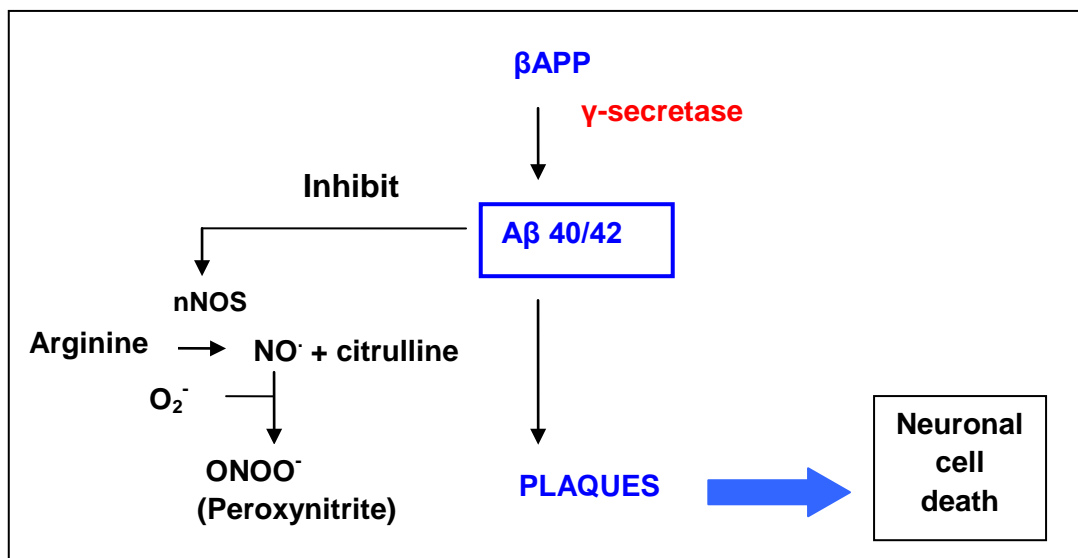 βAPP
γ-secretase
Inhibit
Aβ 40/42
nNOS
Arginine
NO· + citrulline
O₂⁻
ONOO⁻
(Peroxynitrite)
PLAQUES
Neuronal
cell
death